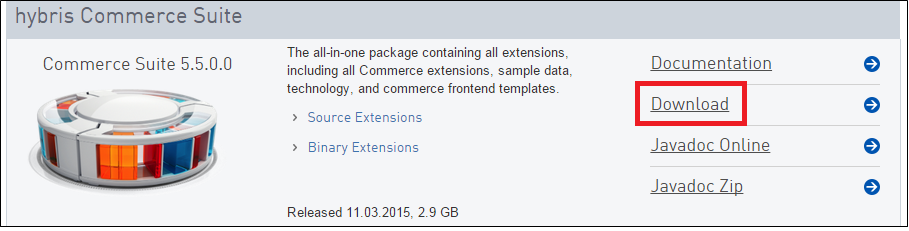 hybris Commerce Suite
Commerce Suite 5.5.0.0
The all-in-one package containing all extensions,
including all Commerce extensions, sample data,
technology, and commerce frontend templates.
Source Extensions
Binary Extensions
Released 11.03.2015, 2.9 GB
Documentation
Download
Javadoc Online
Javadoc Zip